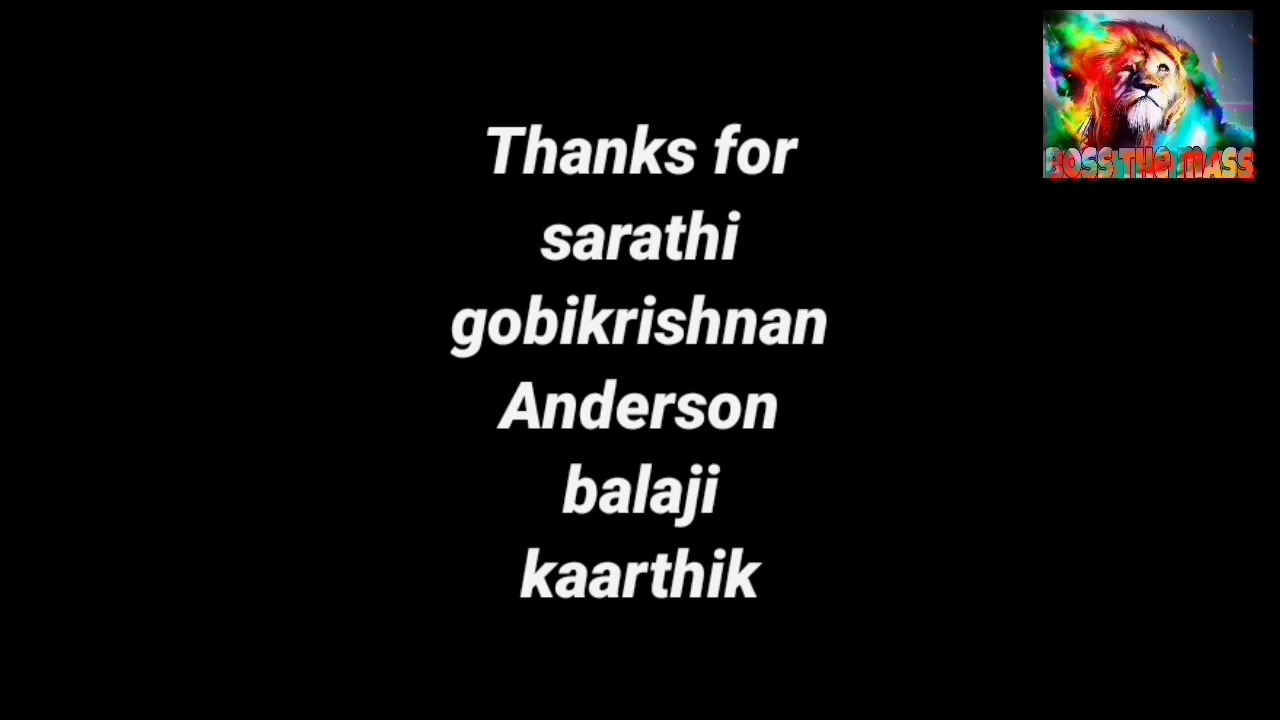 Thanks for
sarathi
gobikrishnan
Anderson
balaji
kaarthik
BOSS THE MASS